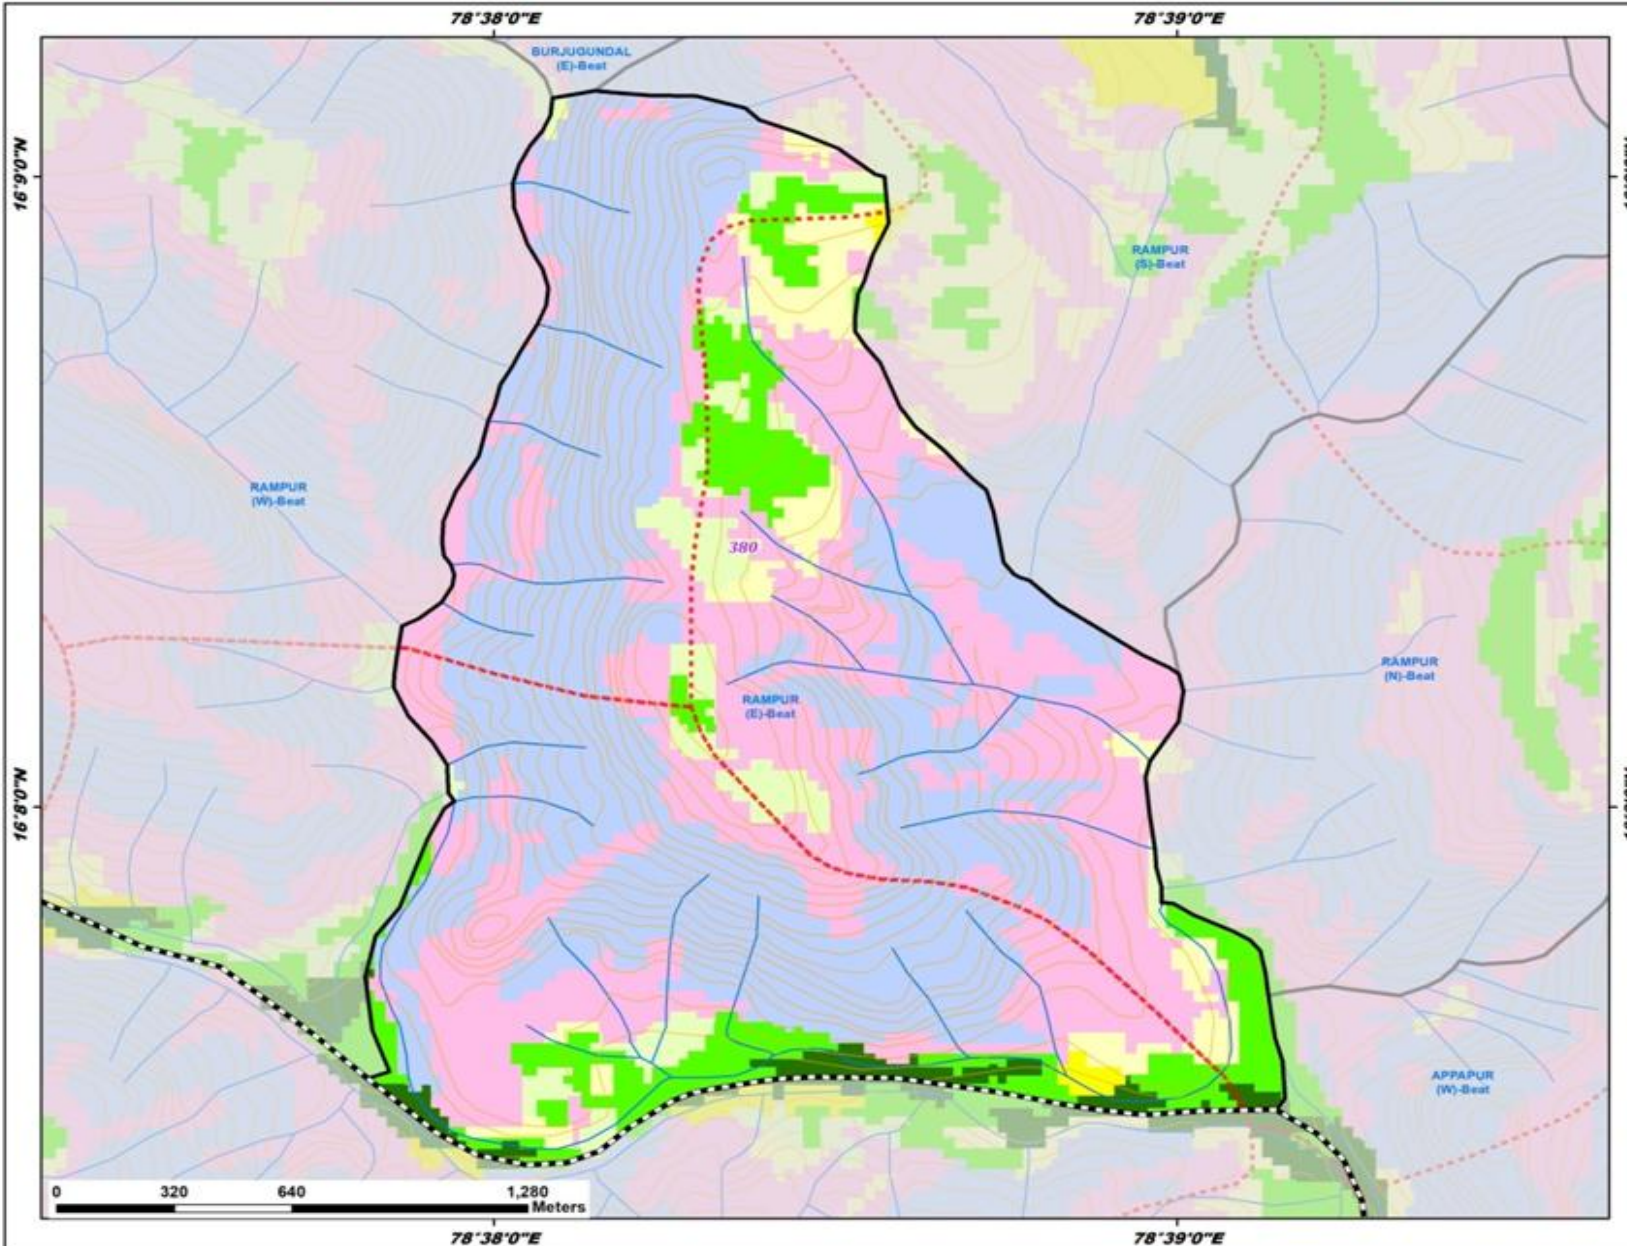 78°38'0"E 78°39'0"E
BURJUGUNDAL
(E)-Beat
16°9'0"N
RAMPUR
(S)-Beat
RAMPUR
(W)-Beat
380
RAMPUR
(N)-Beat
RAMPUR
(E)-Beat
16°8'0"N
APPAPUR
(W)-Beat
0 320 640 1,280
Meters
78°38'0"E 78°39'0"E